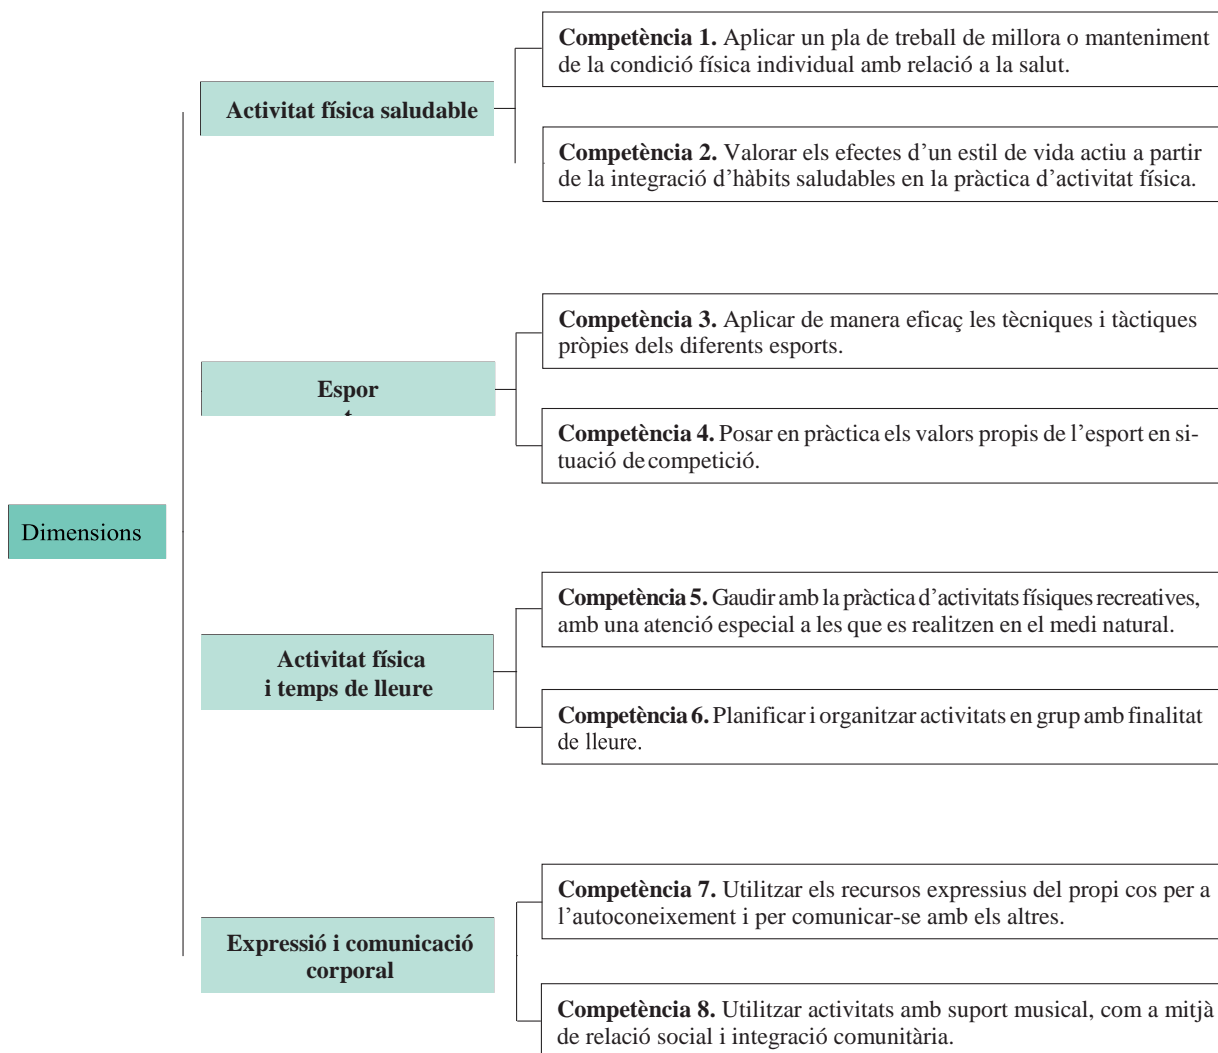 Competència 1. Aplicar un pla de treball de millora o manteniment
de la condició física individual amb relació a la salut.
Activitat física saludable
Competència 2. Valorar els efectes d’un estil de vida actiu a partir
de la integració d’hàbits saludables en la pràctica d’activitat física.
Competència 3. Aplicar de manera eficaç les tècniques i tàctiques
pròpies dels diferents esports.
Espor
t
Competència 4. Posar en pràctica els valors propis de l’esport en si-
tuació de competició.
Dimensions
Competència 5. Gaudir amb la pràctica d’activitats físiques recreatives,
amb una atenció especial a les que es realitzen en el medi natural.
Activitat física
i temps de lleure
Competència 6. Planificar i organitzar activitats en grup amb finalitat
de lleure.
Competència 7. Utilitzar els recursos expressius del propi cos per a
l’autoconeixement i per comunicar-se amb els altres.
Expressió i comunicació
corporal
Competència 8. Utilitzar activitats amb suport musical, com a mitjà
de relació social i integració comunitària.